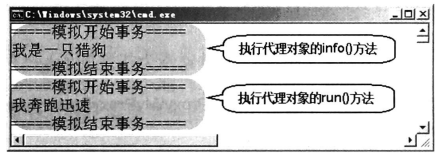 C:\Windows\system32\cmd.exe
=====模拟开始事务=====
我是一只猎狗
=====模拟结束事务=====
=====模拟开始事务=====
我奔跑迅速
=====模拟结束事务=====
执行代理对象的info()方法
执行代理对象的run()方法